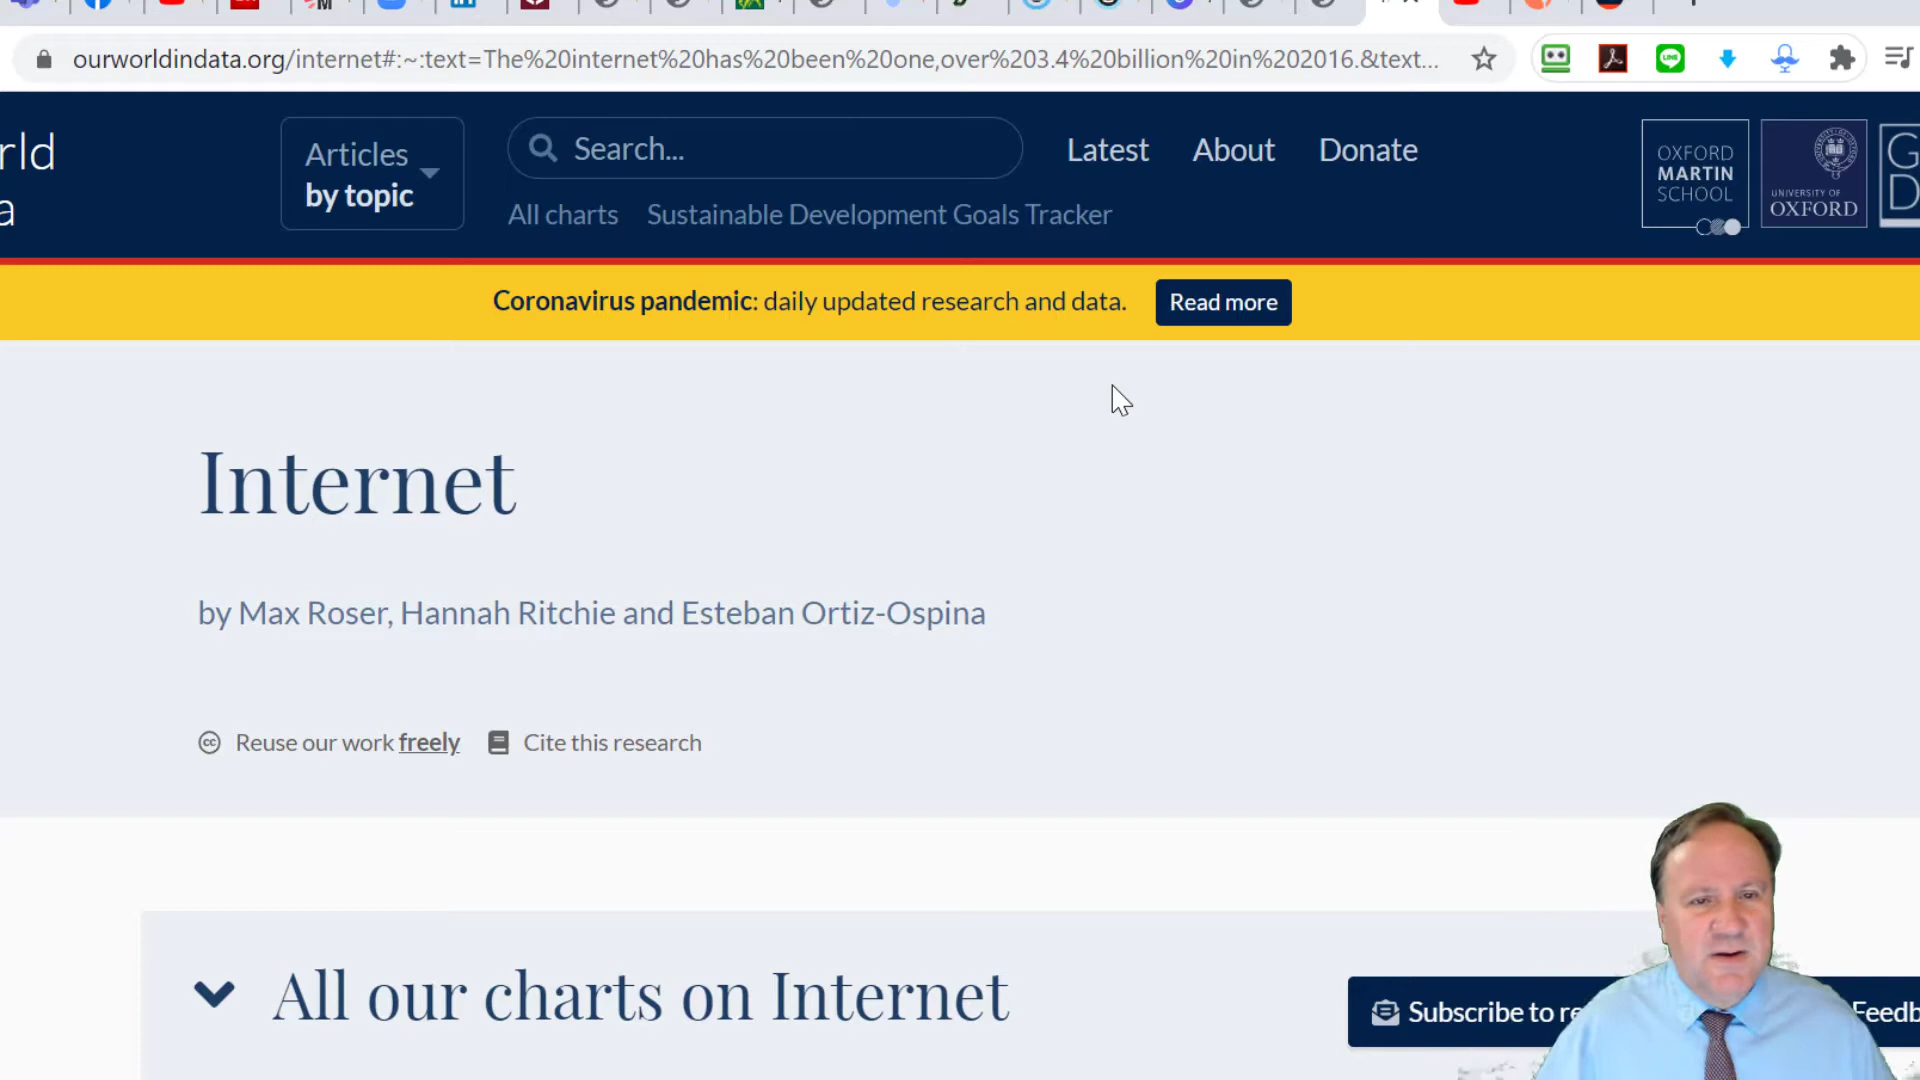 ourworldindata.org/internet#:~:text=The%20internet%20has%20been%20one,over%203.4%20billion%20in%202016.&text...
rld
a
Articles
by topic
Search...
Latest
About
Donate
All charts
Sustainable Development Goals Tracker
OXFORD
MARTIN
SCHOOL
UNIVERSITY OF
OXFORD
G
D
Coronavirus pandemic: daily updated research and data.
Read more
Internet
by Max Roser, Hannah Ritchie and Esteban Ortiz-Ospina
cc Reuse our work freely
Cite this research
All our charts on Internet
Subscribe to re
Feedb